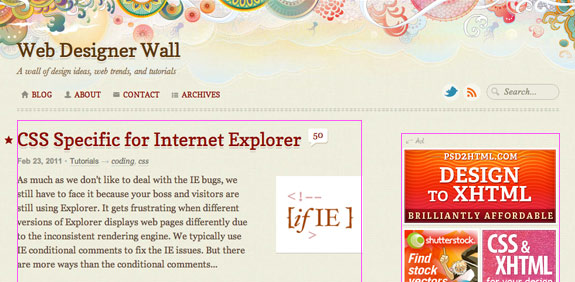 Web Designer Wall
A wall of design ideas, web trends, and tutorials
BLOG ABOUT CONTACT ARCHIVES Search...
CSS Specific for Internet Explorer 50
Feb 23, 2011 · Tutorials → coding, css
As much as we don't like to deal with the IE bugs, we
still have to face it because your boss and visitors are
still using Explorer. It gets frustrating when different
versions of Explorer displays web pages differently due
to the inconsistent rendering engine. We typically use
IE conditional comments to fix the IE issues. But there
are more ways than the conditional comments...
<!--
[if IE ]
>
Ad
PSD2HTML.COM
DESIGN
TO XHTML
BRILLIANTLY AFFORDABLE
shutterstock
Find
stock
vectors
CSS &
XHTML
for your